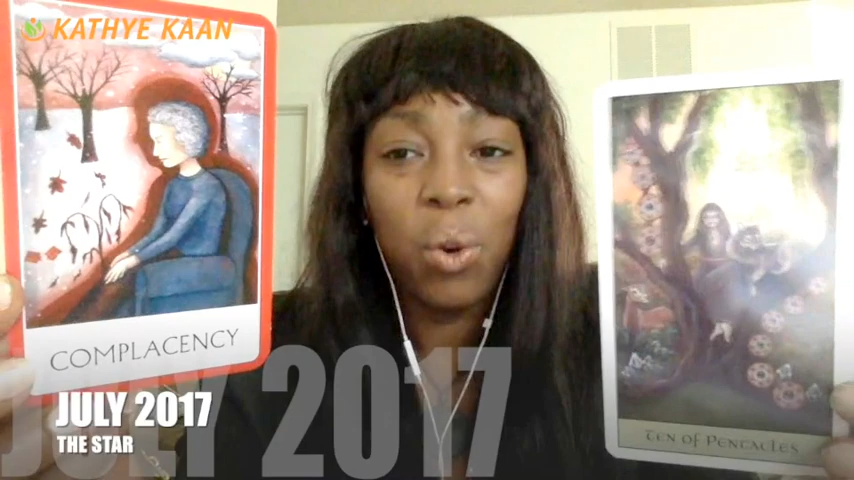 KATHYE KAAN
COMPLACENCY
TEN OF PENTACLES
JULY 2017
JULY 2017
THE STAR